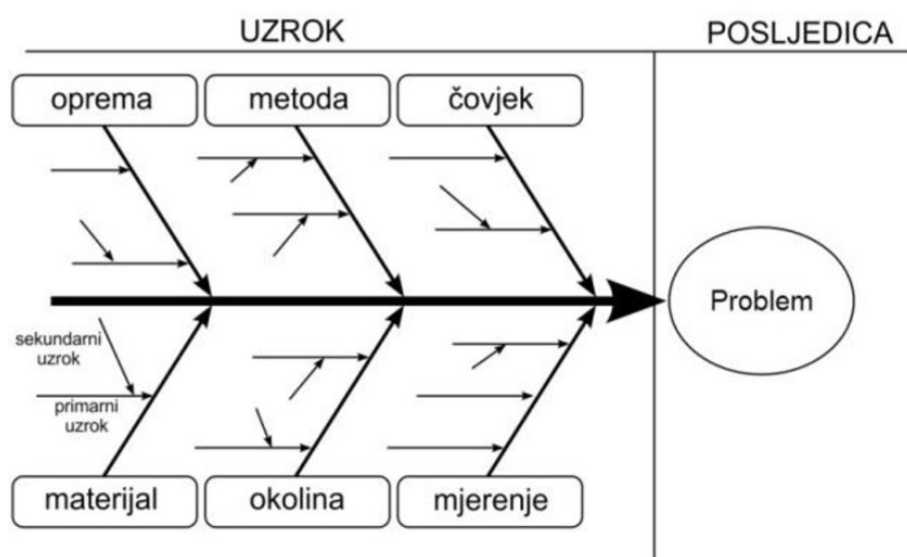 UZROK
POSLJEDICA
oprema
metoda
čovjek
Problem
sekundarni
uzrok
primarni
uzrok
materijal
okolina
mjerenje